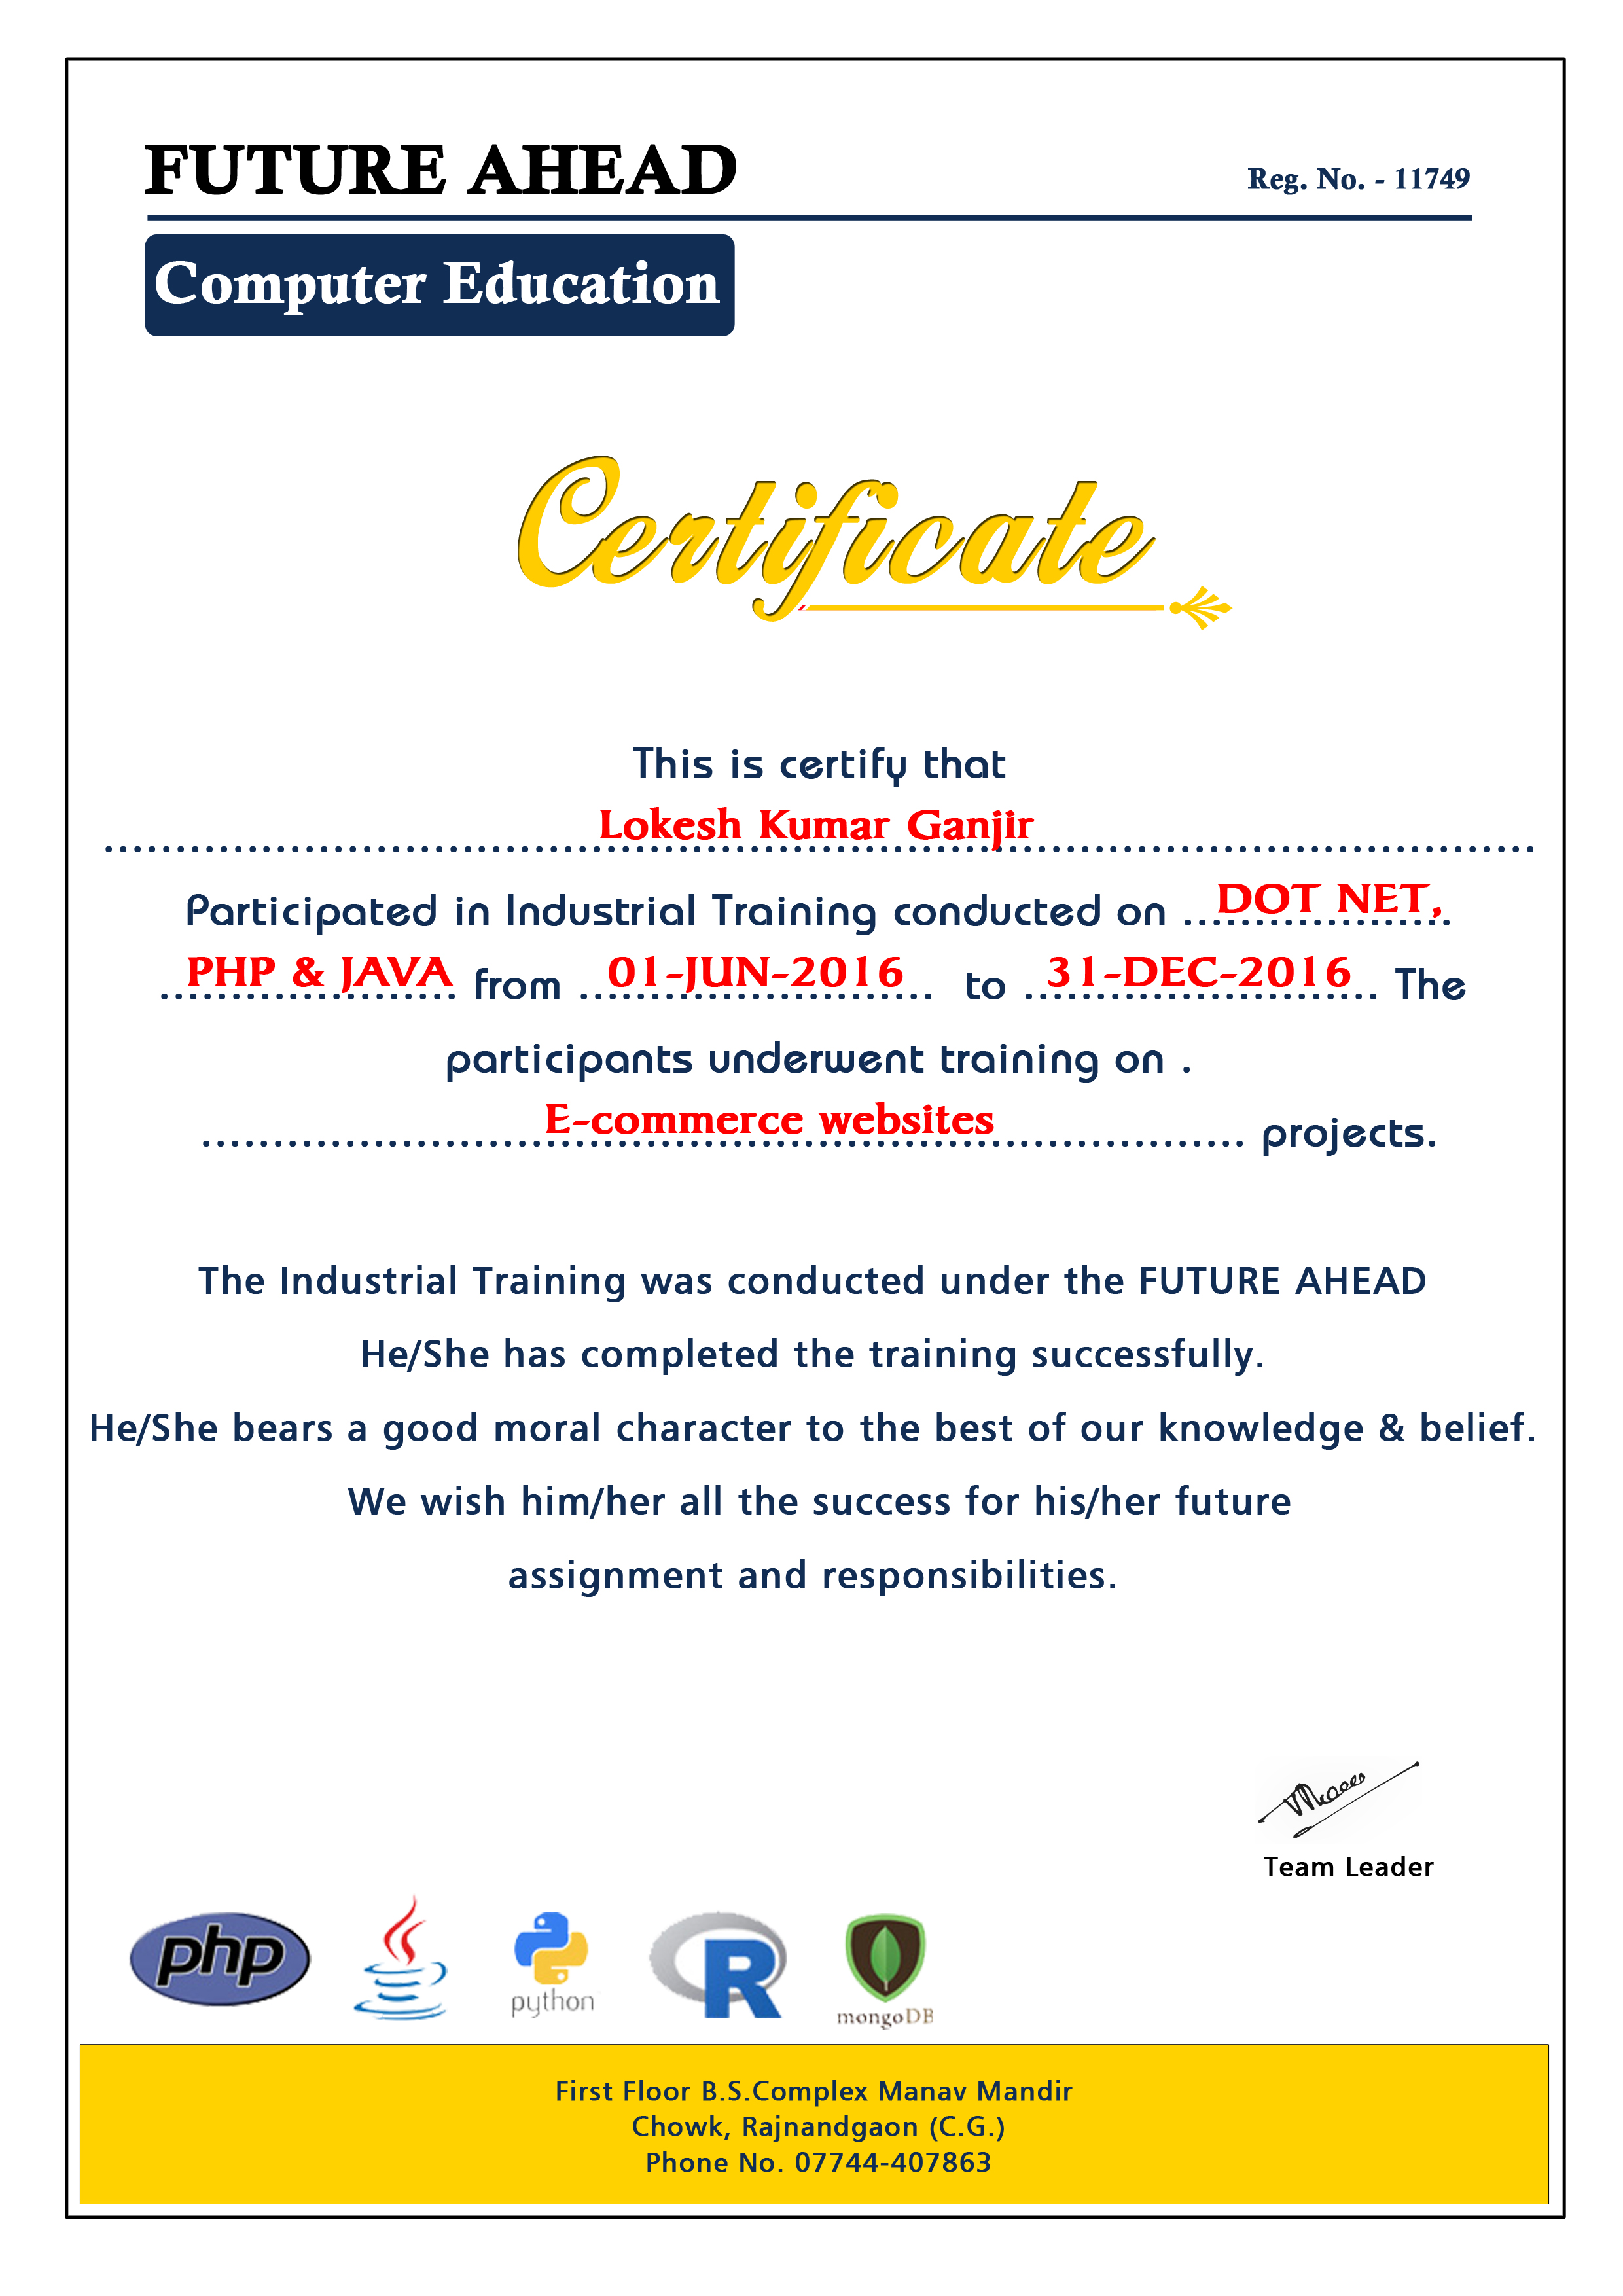 FUTURE AHEAD
Reg. No. - 11749
Computer Education
Certificate
This is certify that
Lokesh Kumar Ganjir
Participated in Industrial Training conducted on DOT NET,
PHP & JAVA from 01-JUN-2016 to 31-DEC-2016 The
participants underwent training on .
E-commerce websites projects.
The Industrial Training was conducted under the FUTURE AHEAD
He/She has completed the training successfully.
He/She bears a good moral character to the best of our knowledge & belief.
We wish him/her all the success for his/her future
assignment and responsibilities.
Team Leader
php
python
R
mongoDB
First Floor B.S.Complex Manav Mandir
Chowk, Rajnandgaon (C.G.)
Phone No. 07744-407863